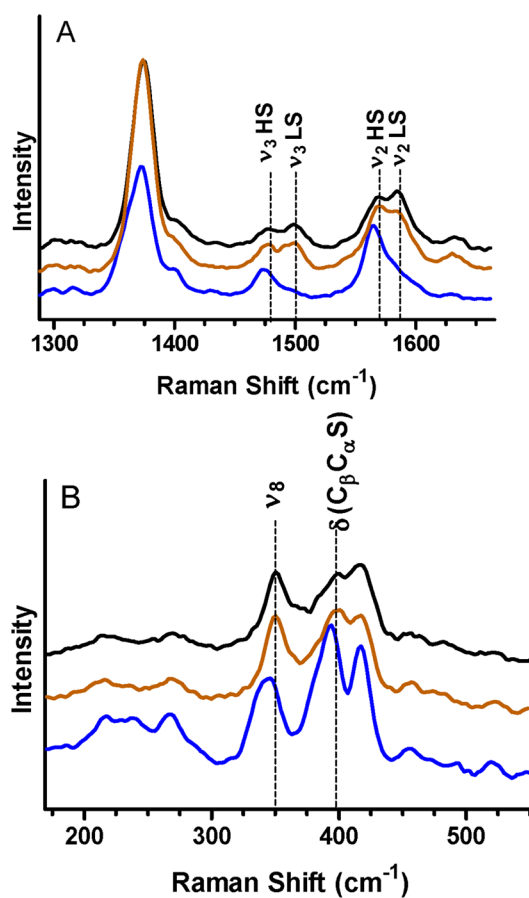 A
Intensity
ν3 HS
ν3 LS
ν2 HS
ν2 LS
1300 1400 1500 1600
Raman Shift (cm-1)
B
Intensity
ν8
δ (CβCαS)
200 300 400 500
Raman Shift (cm-1)